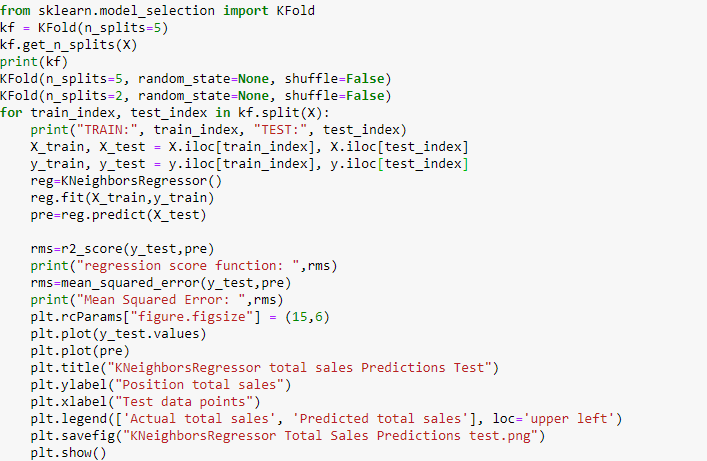 from sklearn.model_selection import KFold
kf = KFold(n_splits=5)
kf.get_n_splits(X)
print(kf)
KFold(n_splits=5, random_state=None, shuffle=False)
KFold(n_splits=2, random_state=None, shuffle=False)
for train_index, test_index in kf.split(X):
    print("TRAIN:", train_index, "TEST:", test_index)
    X_train, X_test = X.iloc[train_index], X.iloc[test_index]
    y_train, y_test = y.iloc[train_index], y.iloc[test_index]
    reg=KNeighborsRegressor()
    reg.fit(X_train,y_train)
    pre=reg.predict(X_test)

    rms=r2_score(y_test,pre)
    print("regression score function: ",rms)
    rms=mean_squared_error(y_test,pre)
    print("Mean Squared Error: ",rms)
    plt.rcParams["figure.figsize"] = (15,6)
    plt.plot(y_test.values)
    plt.plot(pre)
    plt.title("KNeighborsRegressor total sales Predictions Test")
    plt.ylabel("Position total sales")
    plt.xlabel("Test data points")
    plt.legend(['Actual total sales', 'Predicted total sales'], loc='upper left')
    plt.savefig("KNeighborsRegressor Total Sales Predictions test.png")
    plt.show()